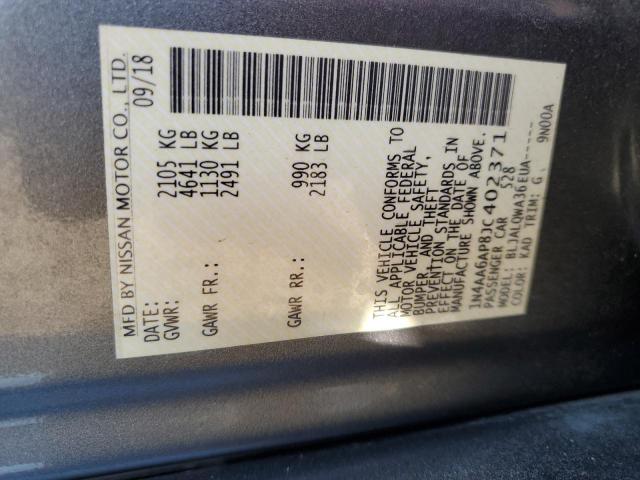 MFD BY NISSAN MOTOR CO., LTD.
DATE: 09/18
GVWR: 2105 KG
4641 LB
GAWR FR.: 1130 KG
2491 LB
GAWR RR.: 990 KG
2183 LB
THIS VEHICLE CONFORMS TO
ALL APPLICABLE FEDERAL
MOTOR VEHICLE SAFETY,
BUMPER, AND THEFT
PREVENTION STANDARDS IN
EFFECT ON THE DATE OF
MANUFACTURE SHOWN ABOVE.
1N4AA6AP8JC402371
PASSENGER CAR 528
MODEL: BLJALQWA36EUA-----
COLOR: KAD TRIM: G 9N00A